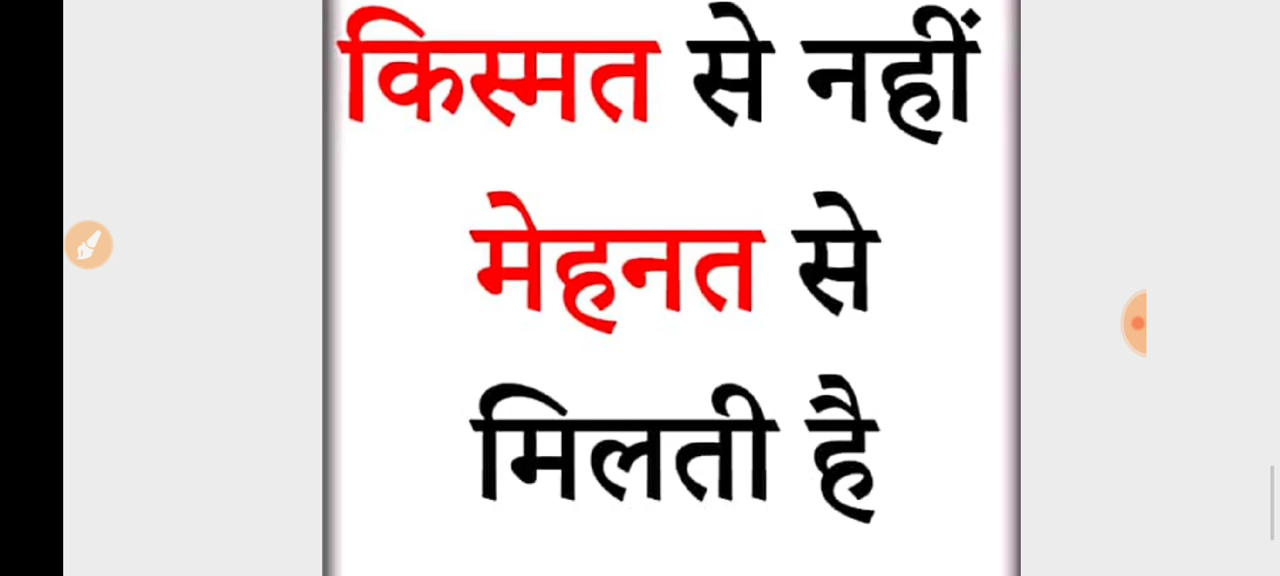 किस्मत से नहीं
मेहनत से
मिलती है